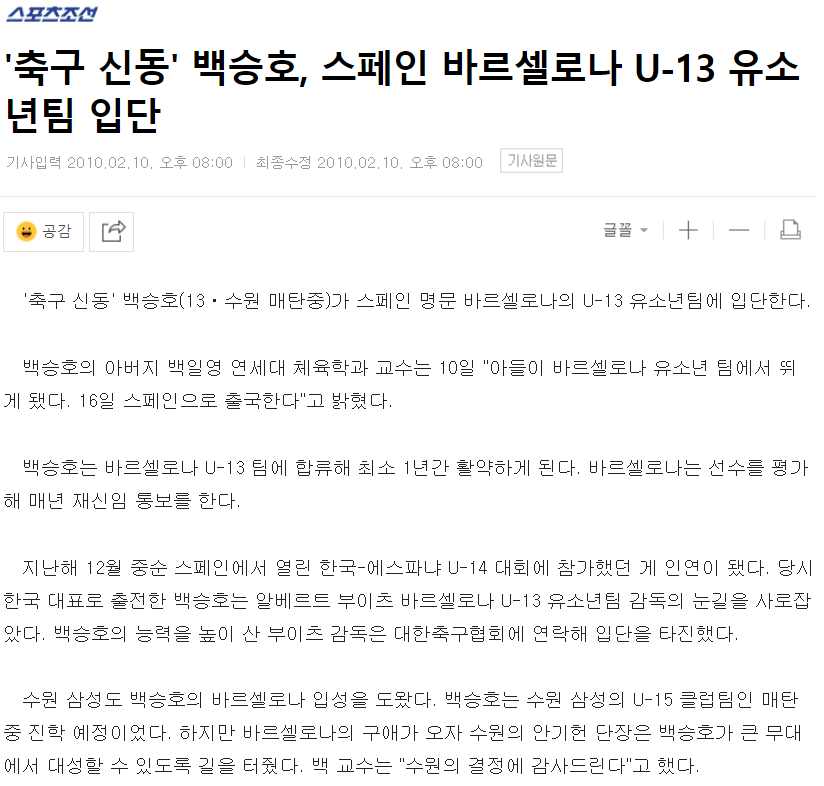 스포츠조선
'축구 신동' 백승호, 스페인 바르셀로나 U-13 유소
년팀 입단
기사입력 2010.02.10. 오후 08:00 최종수정 2010.02.10. 오후 08:00 기사원문
공감 글꼴
'축구 신동' 백승호(13·수원 매탄중)가 스페인 명문 바르셀로나의 U-13 유소년팀에 입단한다.
백승호의 아버지 백일영 연세대 체육학과 교수는 10일 "아들이 바르셀로나 유소년 팀에서 뛰
게 됐다. 16일 스페인으로 출국한다"고 밝혔다.
백승호는 바르셀로나 U-13 팀에 합류해 최소 1년간 활약하게 된다. 바르셀로나는 선수를 평가
해 매년 재신임 통보를 한다.
지난해 12월 중순 스페인에서 열린 한국-에스파냐 U-14 대회에 참가했던 게 인연이 됐다. 당시
한국 대표로 출전한 백승호는 알베르트 부이츠 바르셀로나 U-13 유소년팀 감독의 눈길을 사로잡
았다. 백승호의 능력을 높이 산 부이츠 감독은 대한축구협회에 연락해 입단을 타진했다.
수원 삼성도 백승호의 바르셀로나 입성을 도왔다. 백승호는 수원 삼성의 U-15 클럽팀인 매탄
중 진학 예정이었다. 하지만 바르셀로나의 구애가 오자 수원의 안기헌 단장은 백승호가 큰 무대
에서 대성할 수 있도록 길을 터줬다. 백 교수는 "수원의 결정에 감사드린다"고 했다.